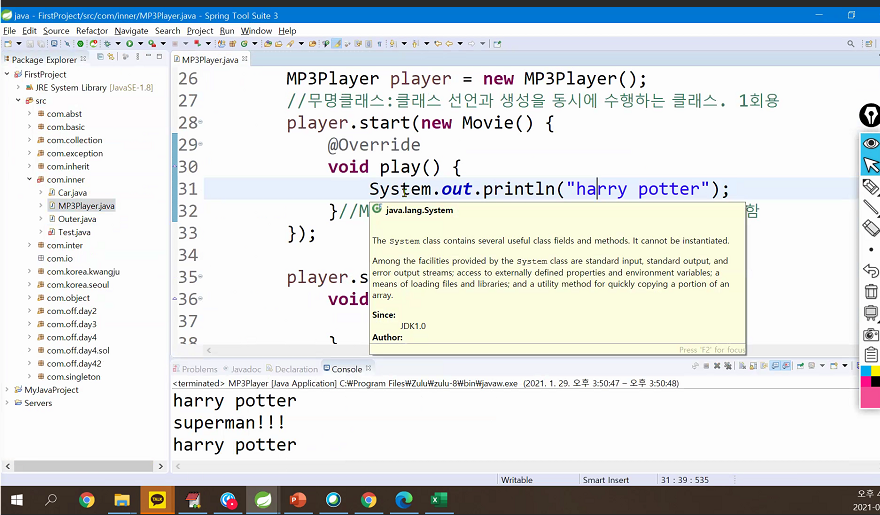 java - FirstProject/src/com/inner/MP3Player.java - Spring Tool Suite 3
File Edit Source Refactor Navigate Search Project Run Window Help
Package Explorer
FirstProject
JRE System Library [JavaSE-1.8]
src
com.abst
com.basic
com.collection
com.exception
com.inherit
com.inner
Car.java
MP3Player.java
Outer.java
Test.java
com.inter
com.io
com.korea.kwangju
com.korea.seoul
com.object
com.off.day2
com.off.day3
com.off.day4
com.off.day4.sol
com.off.day42
com.singleton
MyJavaProject
Servers
MP3Player.java
26 MP3Player player = new MP3Player();
27 //무명클래스:클래스 선언과 생성을 동시에 수행하는 클래스. 1회용
28 player.start(new Movie() {
29 @Override
30 void play() {
31 System.out.println("harry potter");
32 }//M 함
33 });
34
35 player.s
36 void
37
38 }
java.lang.System
The System class contains several useful class fields and methods. It cannot be instantiated.
Among the facilities provided by the System class are standard input, standard output, and
error output streams; access to externally defined properties and environment variables; a
means of loading files and libraries; and a utility method for quickly copying a portion of an
array.
Since:
JDK1.0
Author:
Press 'F2' for focus
Problems Javadoc Declaration Console
<terminated> MP3Player [Java Application] C:₩Program Files₩Zulu₩zulu-8₩bin₩javaw.exe (2021. 1. 29. 오후 3:50:47 – 오후 3:50:48)
harry potter
superman!!!
harry potter
Writable Smart Insert 31 : 39 : 535
TALK
오후 4
2021-0